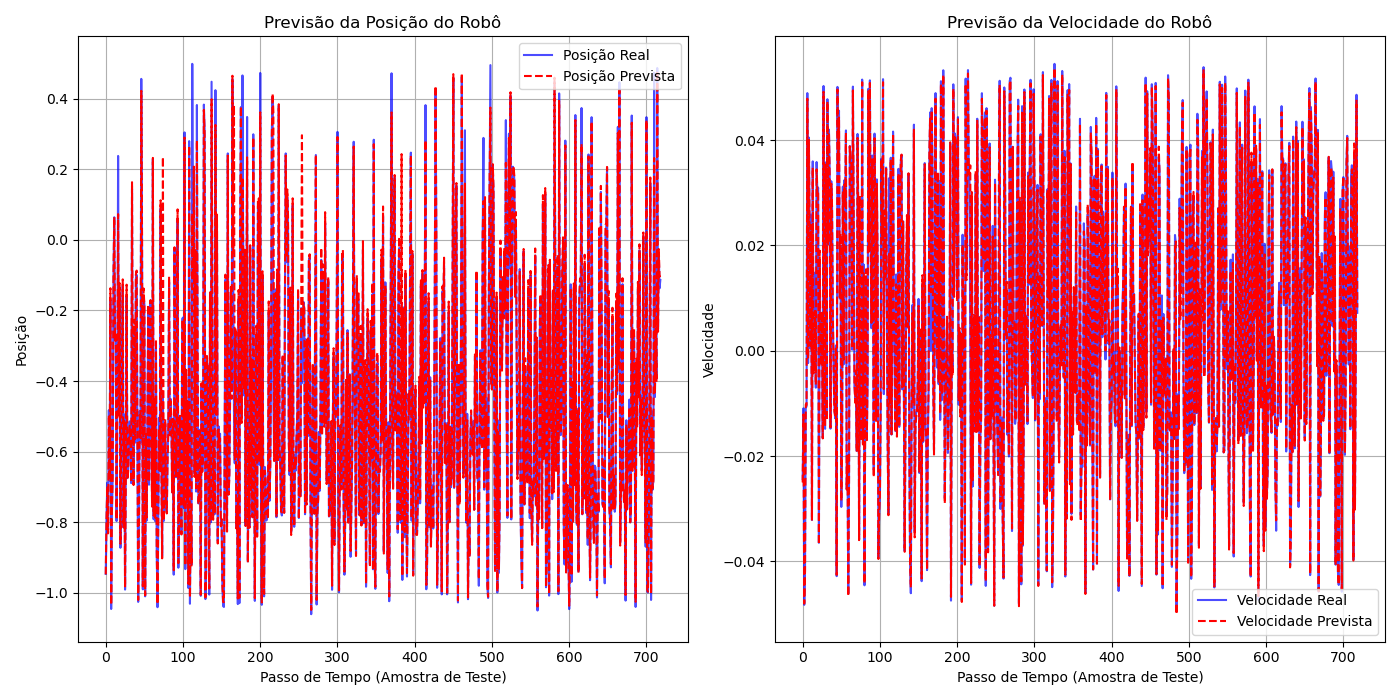 Previsão da Posição do Robô
Posição Real
Posição Prevista
0.4
0.2
0.0
−0.2
−0.4
−0.6
−0.8
−1.0
Posição
0 100 200 300 400 500 600 700
Passo de Tempo (Amostra de Teste)
Previsão da Velocidade do Robô
0.04
0.02
0.00
−0.02
−0.04
Velocidade
Velocidade Real
Velocidade Prevista
0 100 200 300 400 500 600 700
Passo de Tempo (Amostra de Teste)